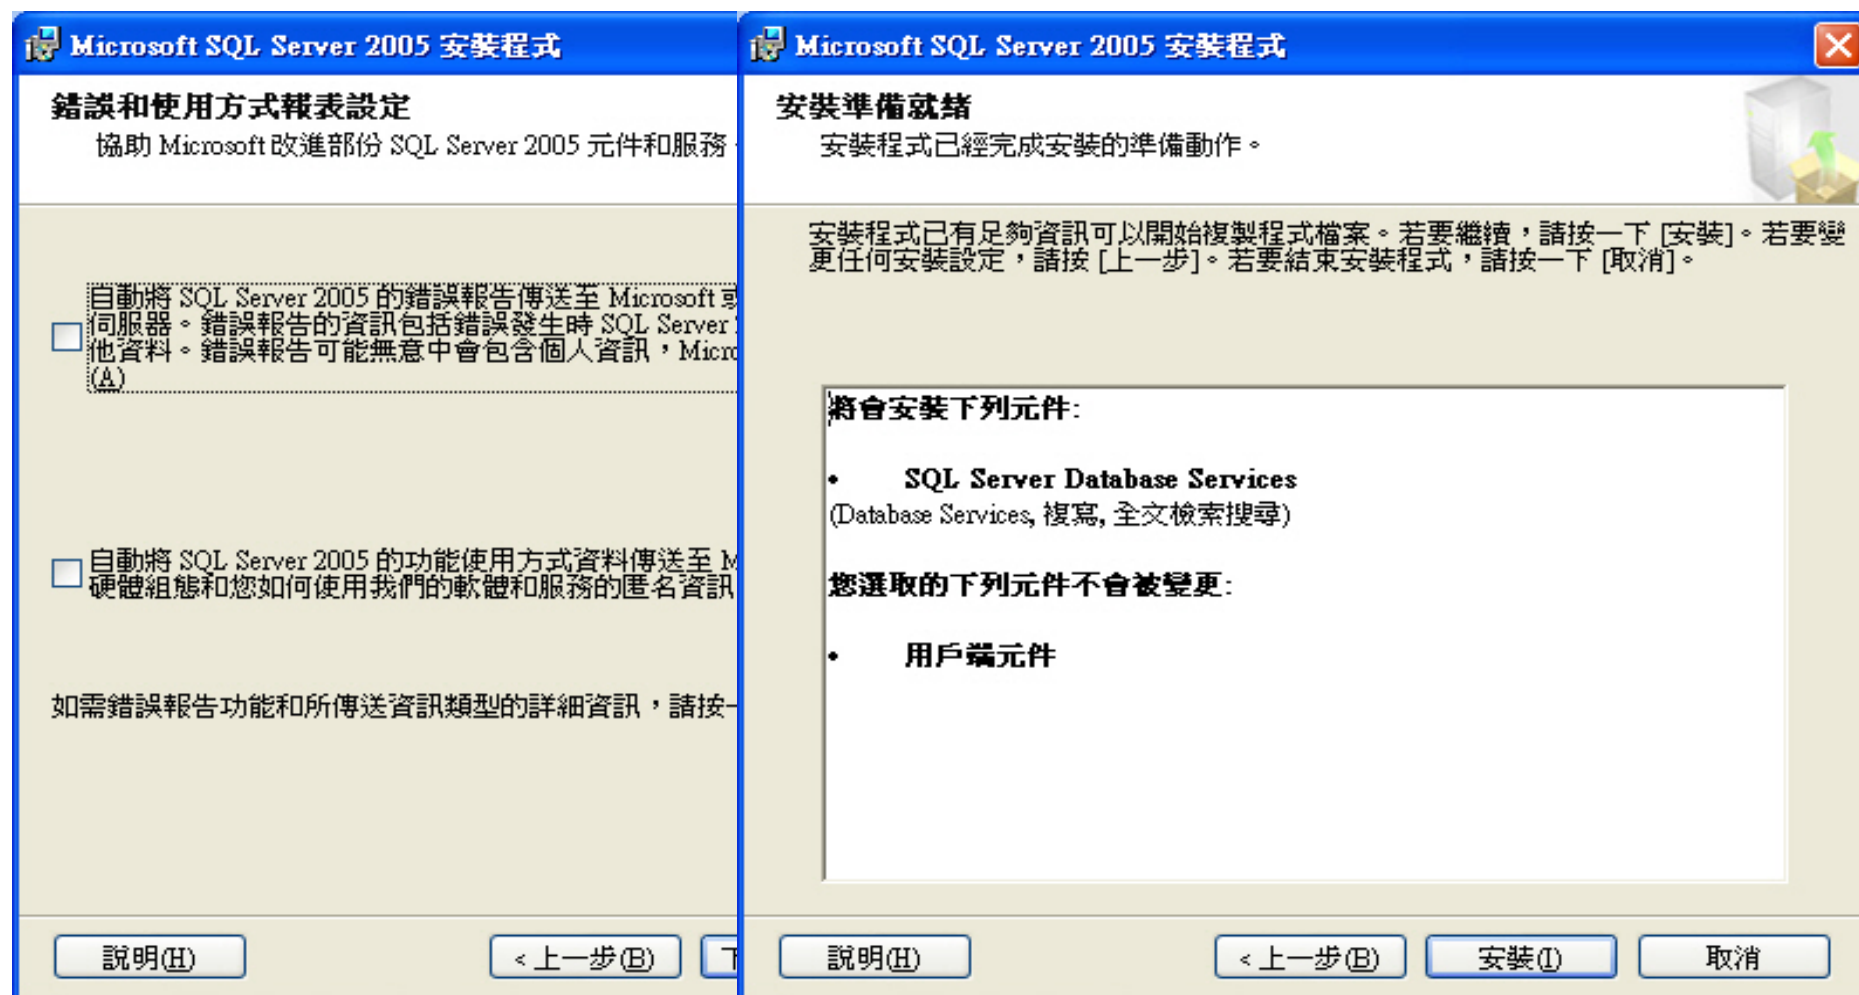 Microsoft SQL Server 2005 安裝程式
錯誤和使用方式報表設定
協助 Microsoft 改進部份 SQL Server 2005 元件和服務。
自動將 SQL Server 2005 的錯誤報告傳送至 Microsoft 或
伺服器。錯誤報告的資訊包括錯誤發生時 SQL Server
他資料。錯誤報告可能無意中會包含個人資訊，Micro
(A)
自動將 SQL Server 2005 的功能使用方式資料傳送至 M
硬體組態和您如何使用我們的軟體和服務的匿名資訊
如需錯誤報告功能和所傳送資訊類型的詳細資訊，請按一
說明(H)
< 上一步(B)
下
Microsoft SQL Server 2005 安裝程式
安裝準備就緒
安裝程式已經完成安裝的準備動作。
安裝程式已有足夠資訊可以開始複製程式檔案。若要繼續，請按一下 [安裝]。若要變
更任何安裝設定，請按 [上一步]。若要結束安裝程式，請按一下 [取消]。
將會安裝下列元件:
• SQL Server Database Services
(Database Services, 複寫, 全文檢索搜尋)
您選取的下列元件不會被變更:
• 用戶端元件
說明(H)
< 上一步(B)
安裝(I)
取消